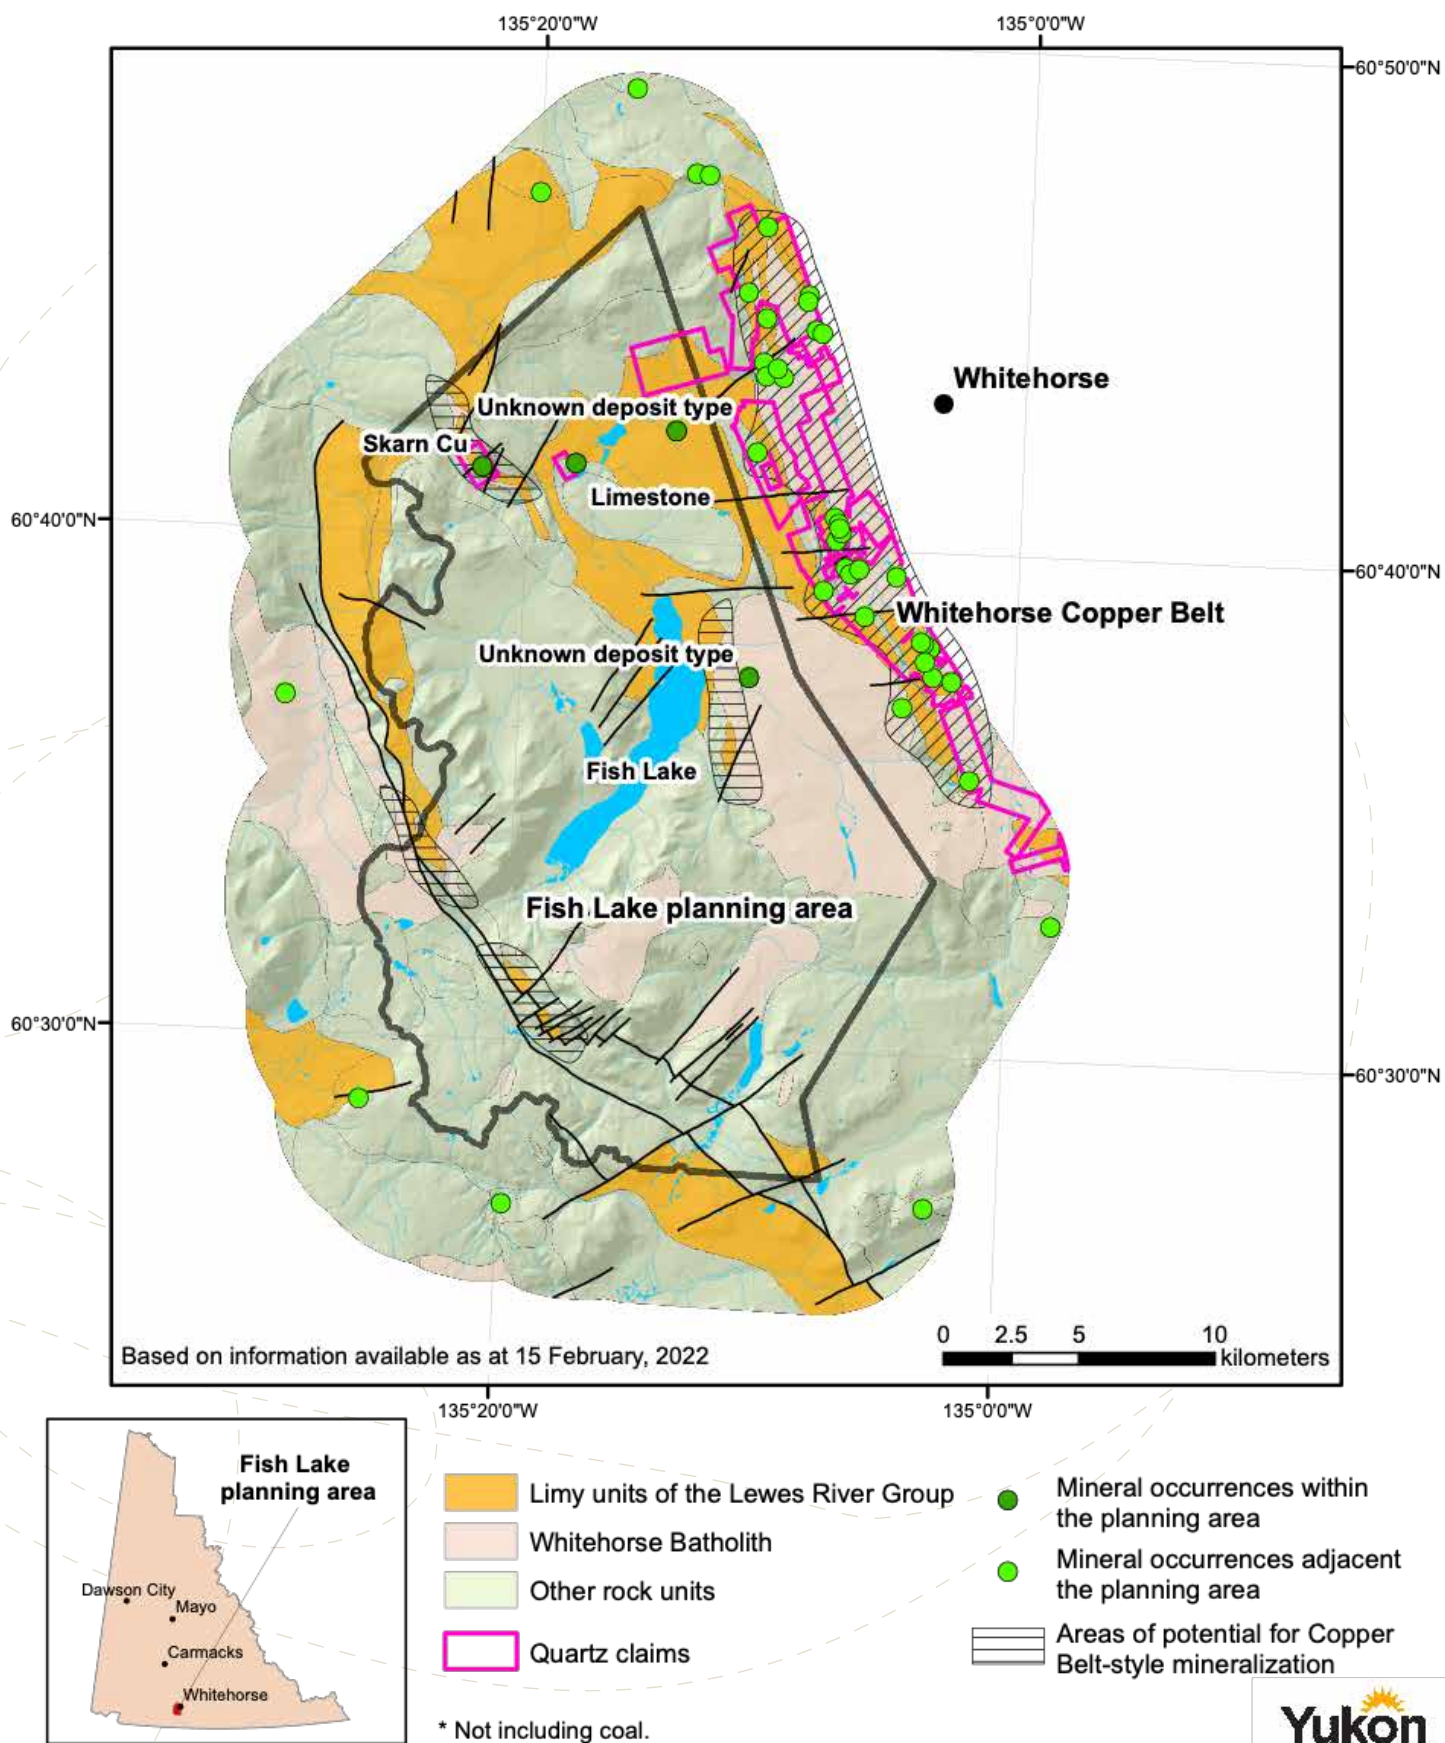 135°20'0"W
135°0'0"W
60°50'0"N
Whitehorse
Unknown deposit type
Skarn Cu
Limestone
60°40'0"N
60°40'0"N
Whitehorse Copper Belt
Unknown deposit type
Fish Lake
Fish Lake planning area
60°30'0"N
60°30'0"N
0 2.5 5 10
kilometers
Based on information available as at 15 February, 2022
135°20'0"W
135°0'0"W
Fish Lake
planning area
Dawson City
Mayo
Carmacks
Whitehorse
Limy units of the Lewes River Group
Whitehorse Batholith
Other rock units
Quartz claims
* Not including coal.
Mineral occurrences within
the planning area
Mineral occurrences adjacent
the planning area
Areas of potential for Copper
Belt-style mineralization
Yukon